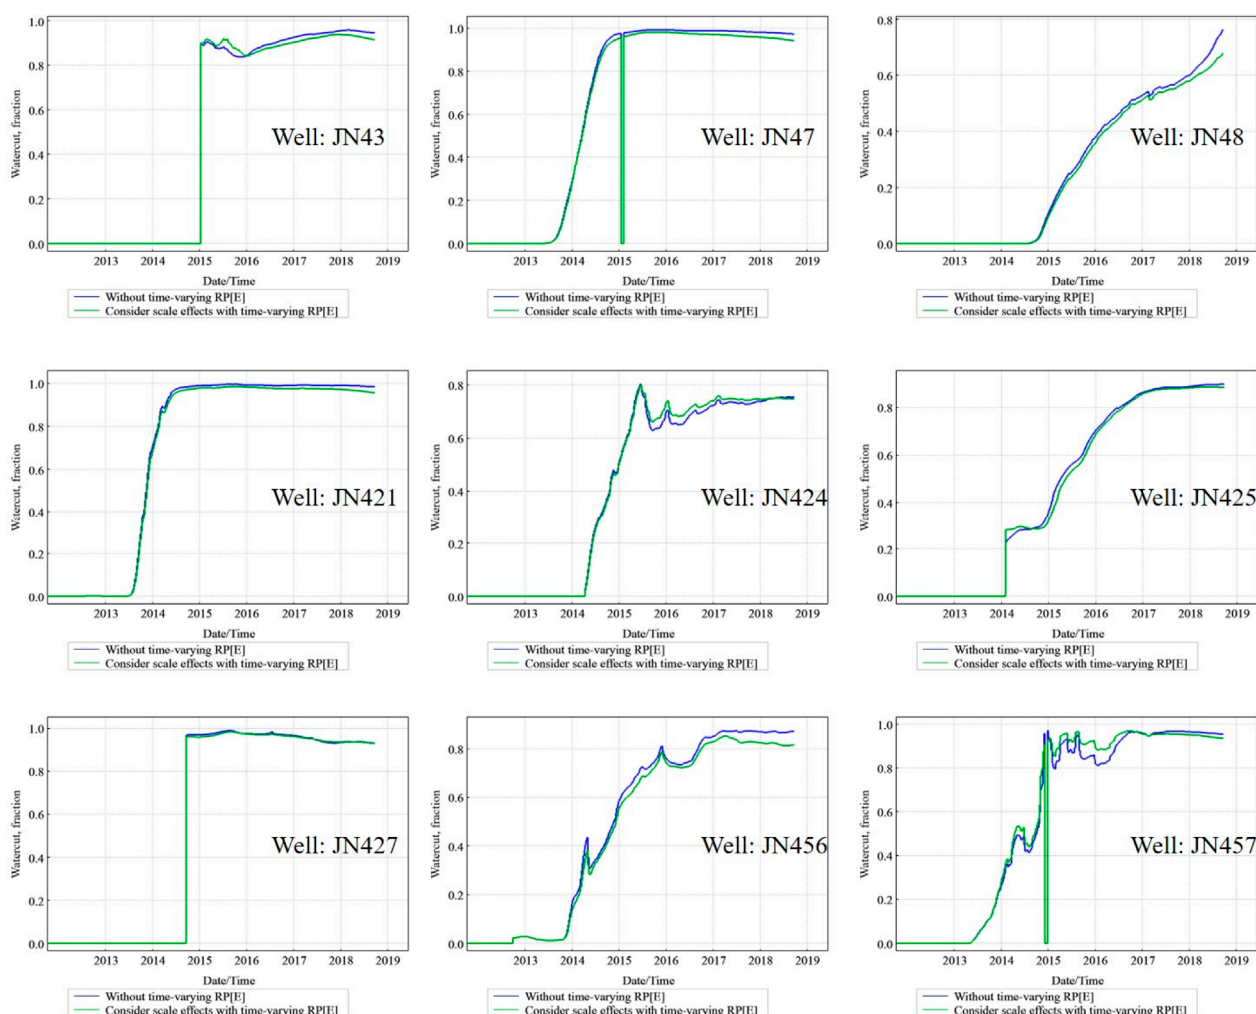 1.0
0.8
0.6
0.4
0.2
0.0
Watercut, fraction
Well: JN43
2013 2014 2015 2016 2017 2018 2019
Date/Time
Without time-varying RP[E]
Consider scale effects with time-varying RP[E]
1.0
0.8
0.6
0.4
0.2
0.0
Watercut, fraction
Well: JN47
2013 2014 2015 2016 2017 2018 2019
Date/Time
Without time-varying RP[E]
Consider scale effects with time-varying RP[E]
0.8
0.6
0.4
0.2
0.0
Watercut, fraction
Well: JN48
2013 2014 2015 2016 2017 2018 2019
Date/Time
Without time-varying RP[E]
Consider scale effects with time-varying RP[E]
1.0
0.8
0.6
0.4
0.2
0.0
Watercut, fraction
Well: JN421
2013 2014 2015 2016 2017 2018 2019
Date/Time
Without time-varying RP[E]
Consider scale effects with time-varying RP[E]
0.8
0.6
0.4
0.2
0.0
Watercut, fraction
Well: JN424
2013 2014 2015 2016 2017 2018 2019
Date/Time
Without time-varying RP[E]
Consider scale effects with time-varying RP[E]
0.8
0.6
0.4
0.2
0.0
Watercut, fraction
Well: JN425
2013 2014 2015 2016 2017 2018 2019
Date/Time
Without time-varying RP[E]
Consider scale effects with time-varying RP[E]
1.0
0.8
0.6
0.4
0.2
0.0
Watercut, fraction
Well: JN427
2013 2014 2015 2016 2017 2018 2019
Date/Time
Without time-varying RP[E]
Consider scale effects with time-varying RP[E]
0.8
0.6
0.4
0.2
0.0
Watercut, fraction
Well: JN456
2013 2014 2015 2016 2017 2018 2019
Date/Time
Without time-varying RP[E]
Consider scale effects with time-varying RP[E]
1.0
0.8
0.6
0.4
0.2
0.0
Watercut, fraction
Well: JN457
2013 2014 2015 2016 2017 2018 2019
Date/Time
Without time-varying RP[E]
Consider scale effects with time-varying RP[E]